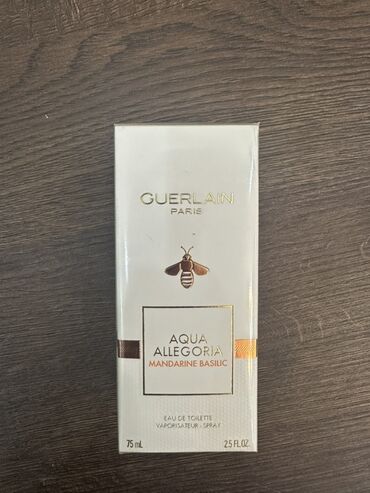 GUERLAIN
PARIS
AQUA
ALLEGORIA
MANDARINE BASILIC
EAU DE TOILETTE
VAPORISATEUR - SPRAY
75 mL 2.5 FL.OZ.